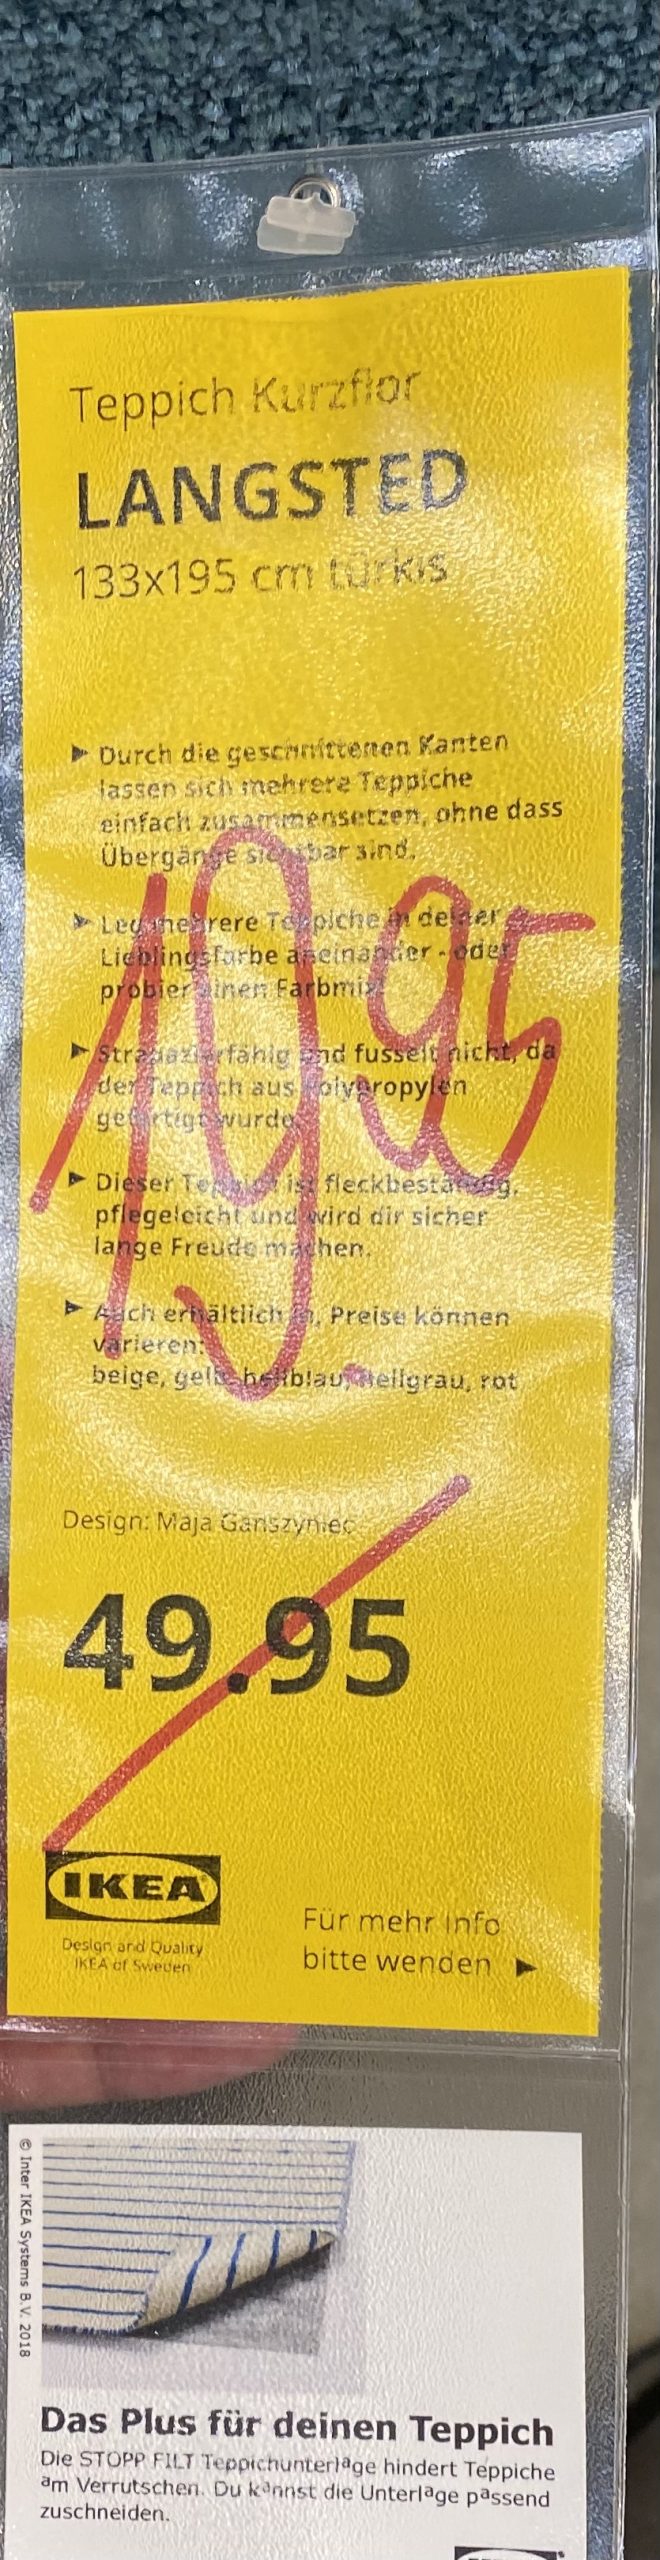 Teppich Kurzflor
LANGSTED
133x195 cm türkis
Durch die geschnittenen Kanten
lassen sich mehrere Teppiche
einfach zusammensetzen, ohne dass
Übergänge sichtbar sind.
Leg mehrere Teppiche in deiner
Lieblingsfarbe aneinander - oder
probier einen Farbmix!
Strapazierfähig und fusselt nicht, da
der Teppich aus Polypropylen
gefertigt wurde.
Dieser Teppich ist fleckbeständig,
pflegeleicht und wird dir sicher
lange Freude machen.
Auch erhältlich in, Preise können
varieren:
beige, gelb, hellblau, hellgrau, rot
19.95
Design: Maja Ganszyniec
49.95
IKEA
Design and Quality
IKEA of Sweden
Für mehr Info
bitte wenden
© Inter IKEA Systems B.V. 2018
Das Plus für deinen Teppich
Die STOPP FILT Teppichunterlage hindert Teppiche
am Verrutschen. Du kannst die Unterlage passend
zuschneiden.